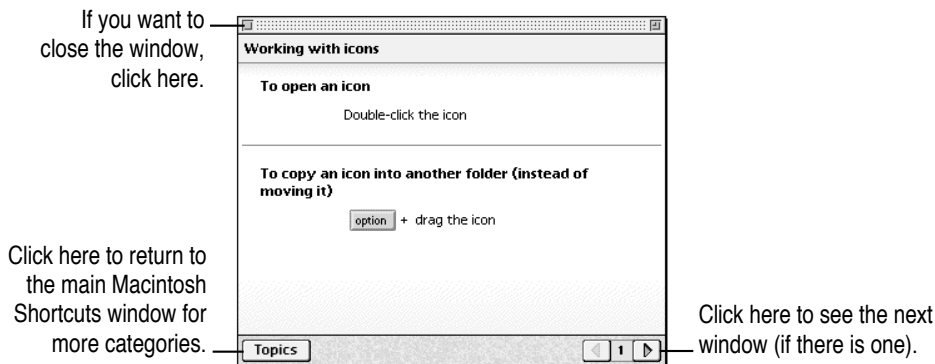 If you want to
close the window,
click here.
Working with icons
To open an icon
Double-click the icon
To copy an icon into another folder (instead of
moving it)
option + drag the icon
Click here to return to
the main Macintosh
Shortcuts window for
more categories.
Topics
1
Click here to see the next
window (if there is one).